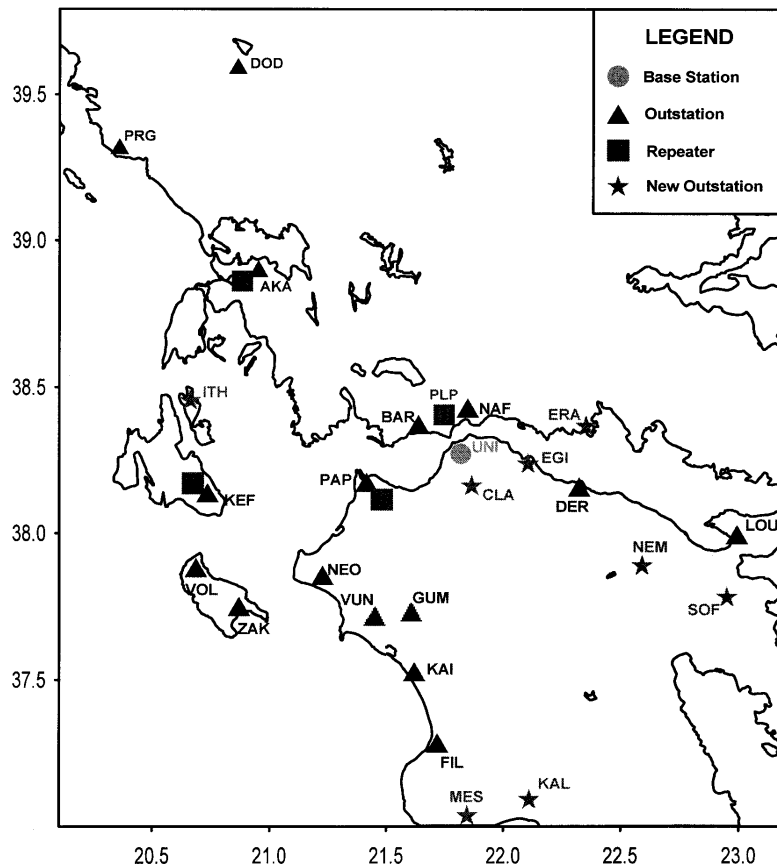 LEGEND
Base Station
Outstation
Repeater
New Outstation
DOD
39.5
PRG
39.0
AKA
38.5
ITH
PLP
NAF
BAR
ERA
UNI
EGI
PAP
CLA
KEF
DER
38.0
LOU
NEM
NEO
VOL
VUN
GUM
SOF
ZAK
37.5
KAI
FIL
KAL
MES
20.5 21.0 21.5 22.0 22.5 23.0